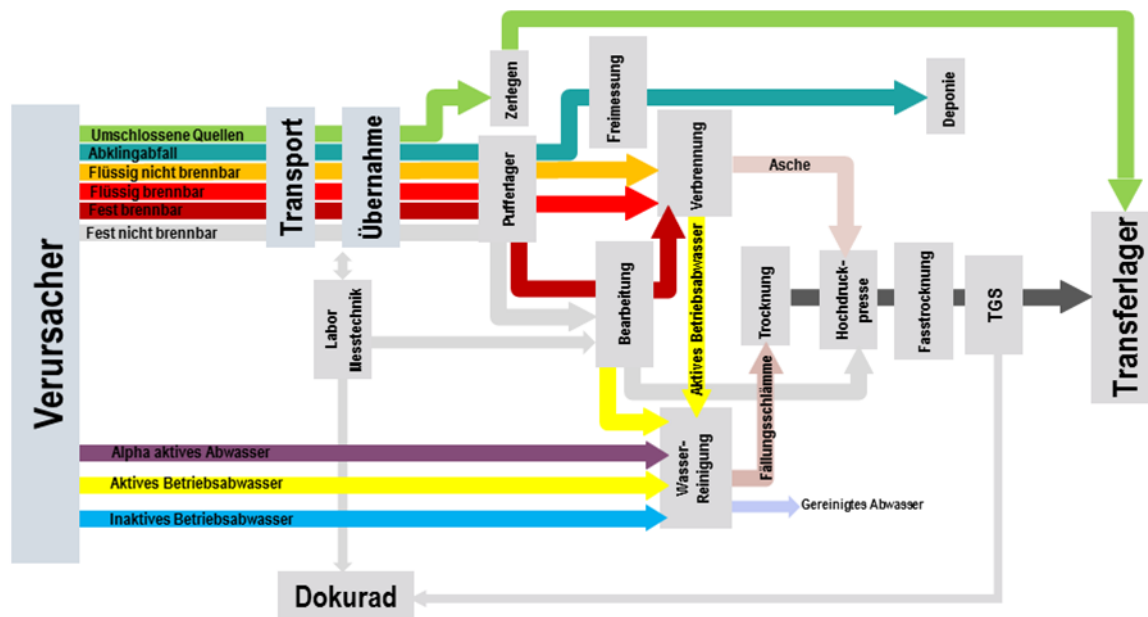 Verursacher
Umschlossene Quellen
Abklingabfall
Flüssig nicht brennbar
Flüssig brennbar
Fest brennbar
Fest nicht brennbar
Transport
Übernahme
Labor
Messtechnik
Pufferlager
Zerlegen
Freimessung
Verbrennung
Deponie
Asche
Bearbeitung
Aktives Betriebsabwasser
Trocknung
Hochdruck-
presse
Fasstrocknung
TGS
Transferlager
Fällungsschlämme
Wasser-
Reinigung
Alpha aktives Abwasser
Aktives Betriebsabwasser
Inaktives Betriebsabwasser
Gereinigtes Abwasser
Dokurad